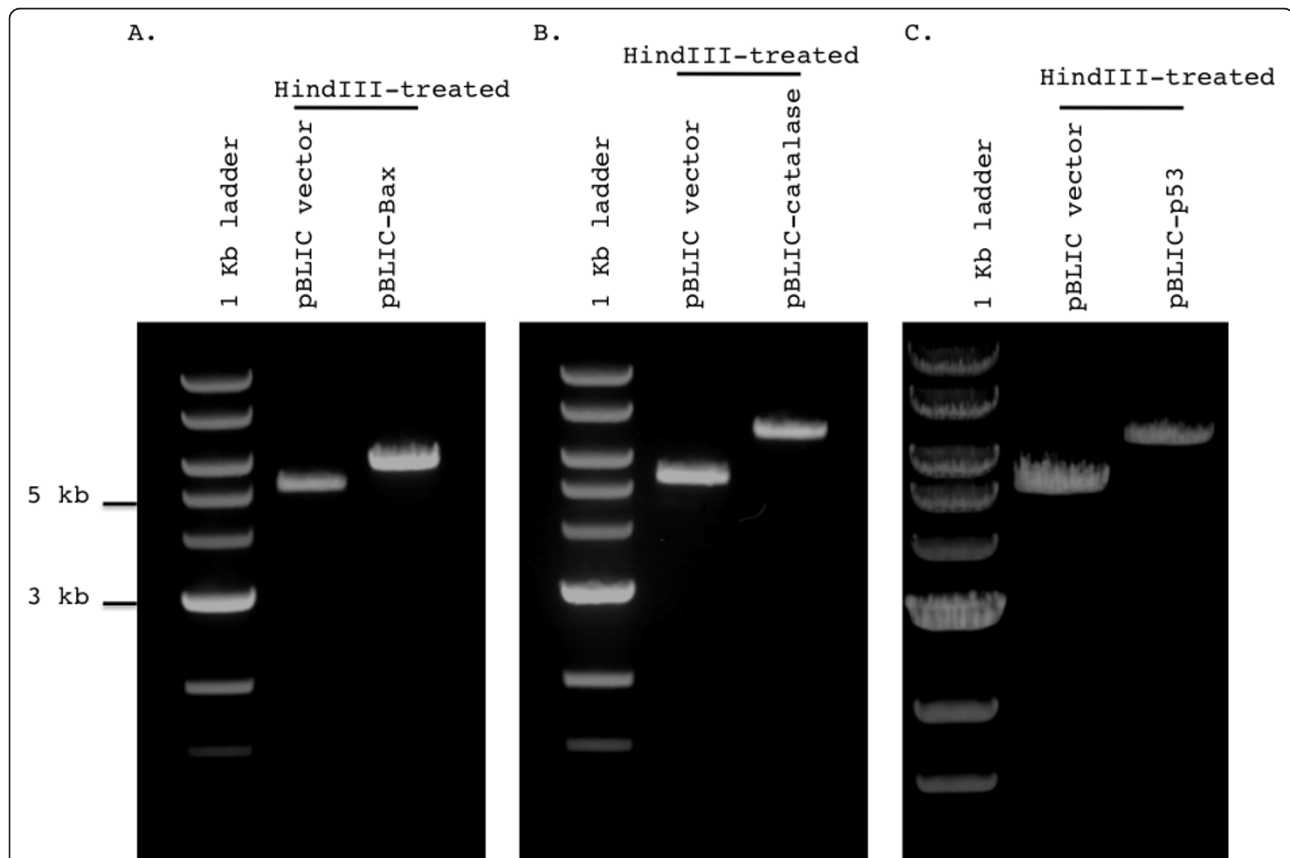 A.
HindIII-treated
1 Kb ladder
pBLIC vector
pBLIC-Bax
5 kb
3 kb
B.
HindIII-treated
1 Kb ladder
pBLIC vector
pBLIC-catalase
C.
HindIII-treated
1 Kb ladder
pBLIC vector
pBLIC-p53